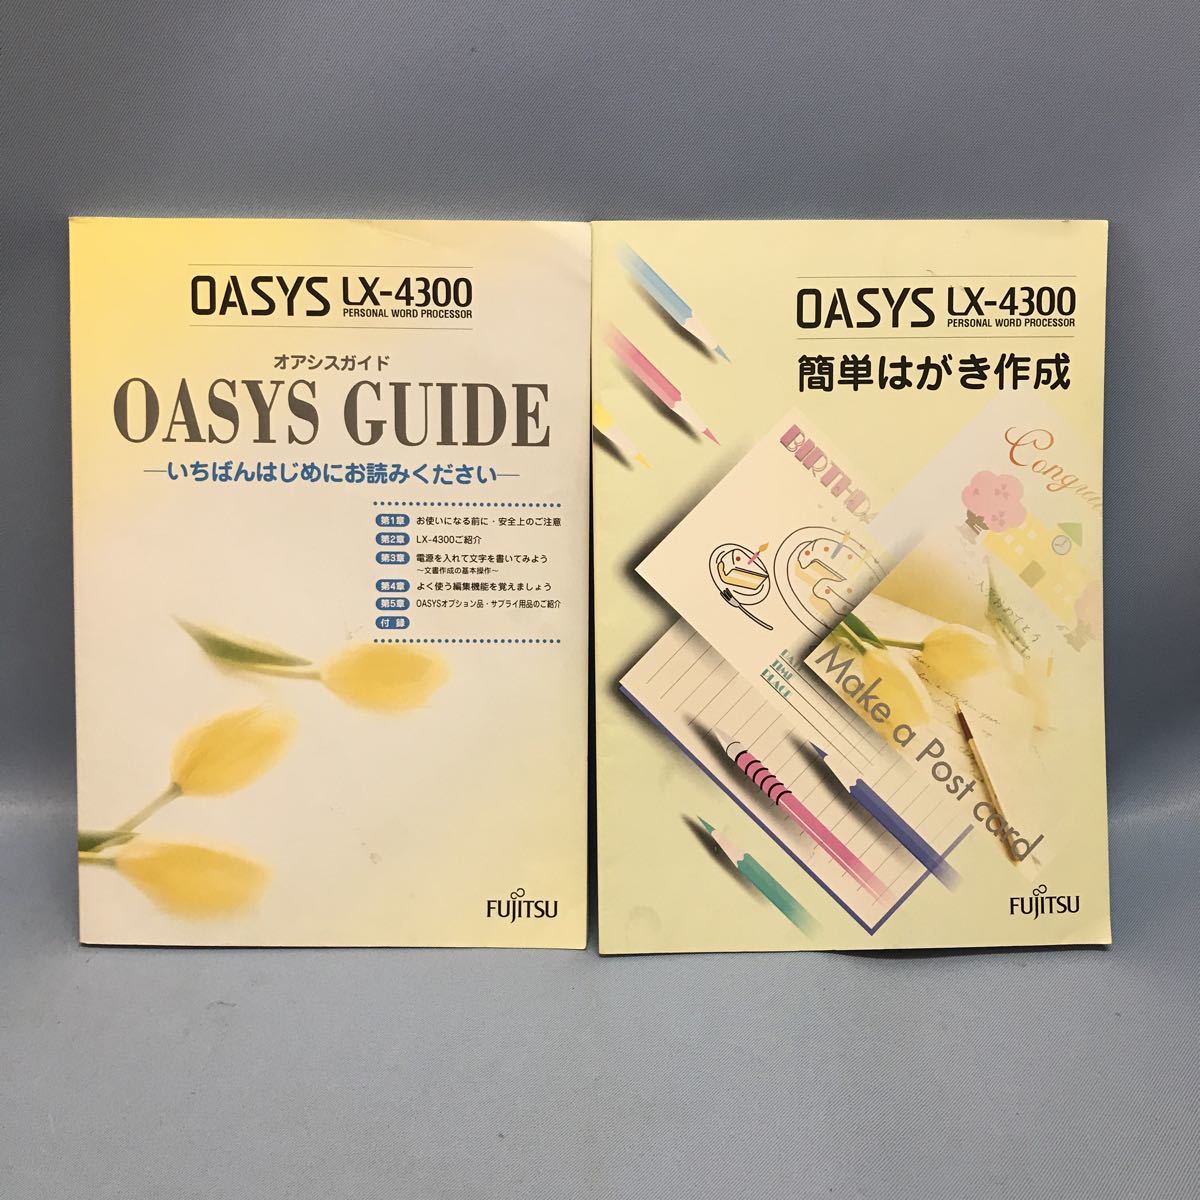 OASYS LX-4300
PERSONAL WORD PROCESSOR
オアシスガイド
OASYS GUIDE
―いちばんはじめにお読みください―
第1章 お使いになる前に・安全上のご注意
第2章 LX-4300ご紹介
第3章 電源を入れて文字を書いてみよう
～文書作成の基本操作～
第4章 よく使う編集機能を覚えましょう
第5章 OASYSオプション品・サプライ用品のご紹介
付録
FUJITSU
OASYS LX-4300
PERSONAL WORD PROCESSOR
簡単はがき作成
BIRTHDA
Congra
DATE
TIME
PLACE
Make a Post card
FUJITSU